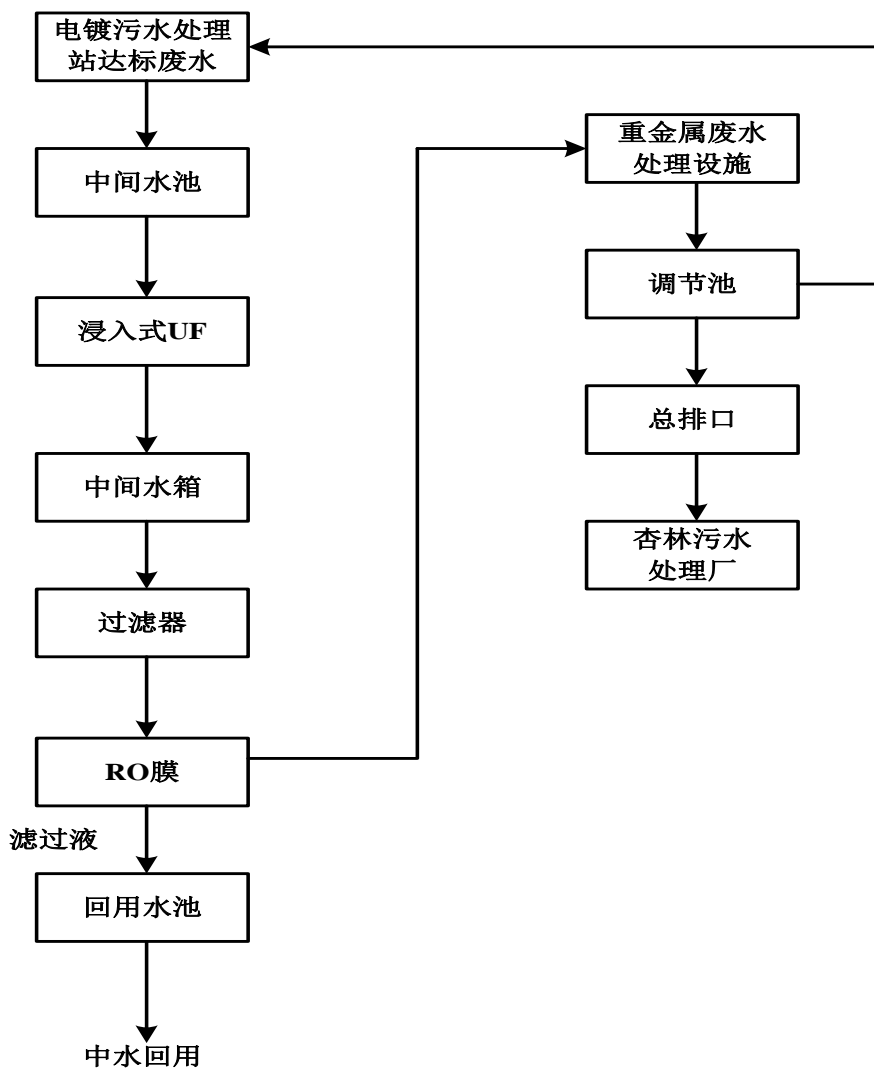 电镀污水处理
站达标废水
中间水池
浸入式UF
中间水箱
过滤器
RO膜
滤过液
回用水池
中水回用
重金属废水
处理设施
调节池
总排口
杏林污水
处理厂